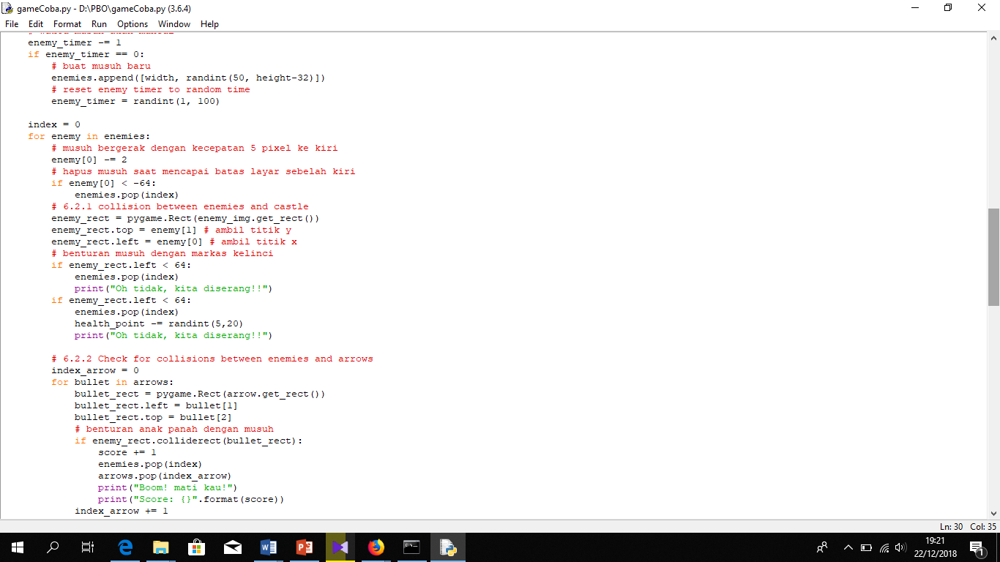 gameCoba.py - D:\PBO\gameCoba.py (3.6.4)
File Edit Format Run Options Window Help
enemy_timer -= 1
if enemy_timer == 0:
# buat musuh baru
enemies.append([width, randint(50, height-32)])
# reset enemy timer to random time
enemy_timer = randint(1, 100)
index = 0
for enemy in enemies:
# musuh bergerak dengan kecepatan 5 pixel ke kiri
enemy[0] -= 2
# hapus musuh saat mencapai batas layar sebelah kiri
if enemy[0] < -64:
enemies.pop(index)
# 6.2.1 collision between enemies and castle
enemy_rect = pygame.Rect(enemy_img.get_rect())
enemy_rect.top = enemy[1] # ambil titik y
enemy_rect.left = enemy[0] # ambil titik x
# benturan musuh dengan markas kelinci
if enemy_rect.left < 64:
enemies.pop(index)
print("Oh tidak, kita diserang!!")
if enemy_rect.left < 64:
enemies.pop(index)
health_point -= randint(5,20)
print("Oh tidak, kita diserang!!")
# 6.2.2 Check for collisions between enemies and arrows
index_arrow = 0
for bullet in arrows:
bullet_rect = pygame.Rect(arrow.get_rect())
bullet_rect.left = bullet[1]
bullet_rect.top = bullet[2]
# benturan anak panah dengan musuh
if enemy_rect.colliderect(bullet_rect):
score += 1
enemies.pop(index)
arrows.pop(index_arrow)
print("Boom! mati kau!")
print("Score: {}".format(score))
index_arrow += 1
Ln: 30 Col: 35
19:21
22/12/2018
1